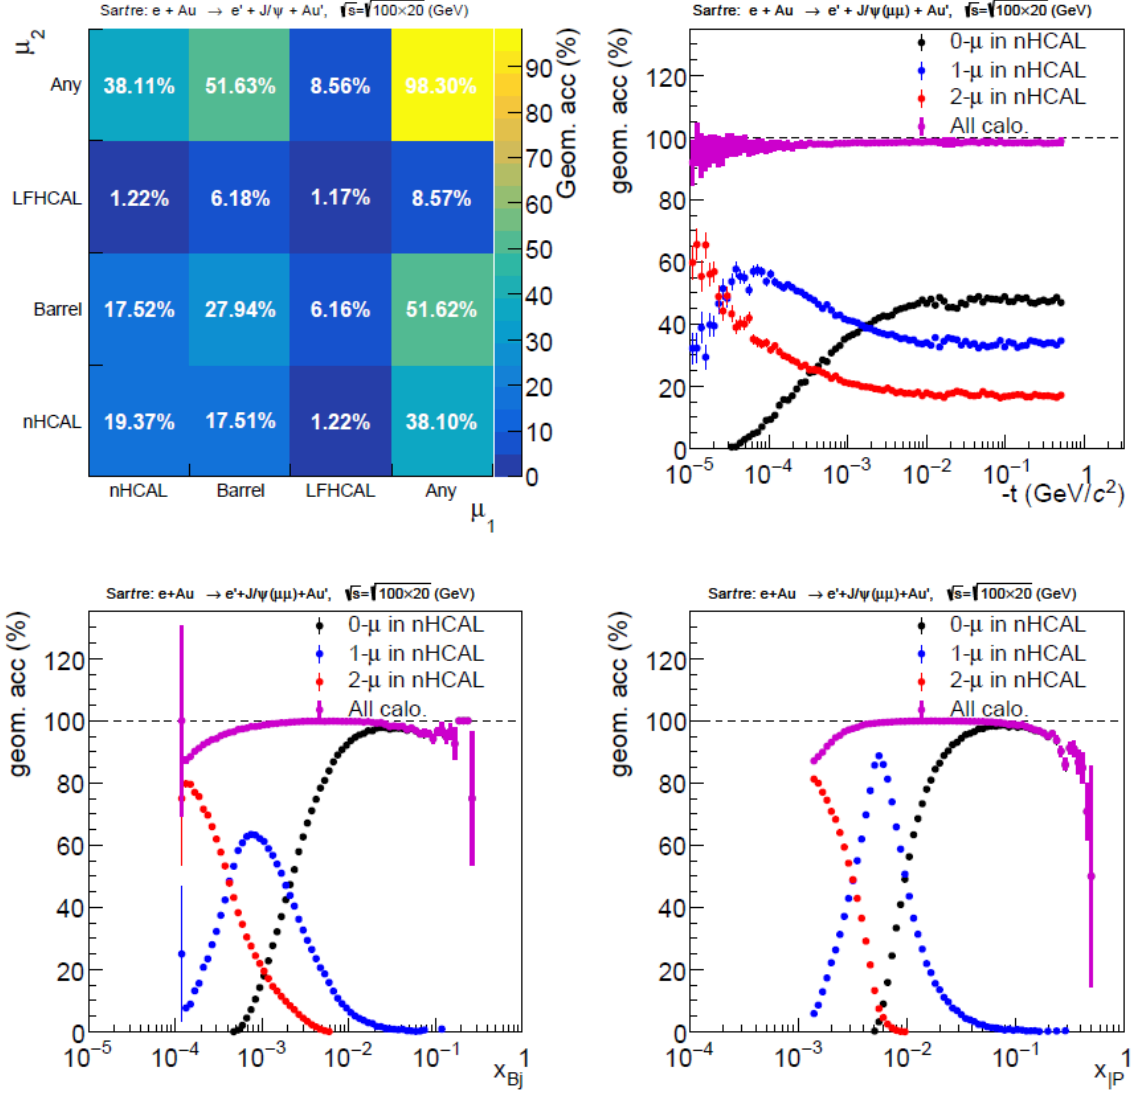 Sartre: e + Au → e' + J/ψ + Au', √s=√100×20 (GeV)
μ2
Any
LFHCAL
Barrel
nHCAL
38.11% 51.63% 8.56% 98.30%
1.22% 6.18% 1.17% 8.57%
17.52% 27.94% 6.16% 51.62%
19.37% 17.51% 1.22% 38.10%
nHCAL Barrel LFHCAL Any
μ1
90
80
70
60
50
40
30
20
10
0
Geom. acc (%)
Sartre: e + Au → e' + J/ψ(μμ) + Au', √s=√100×20 (GeV)
geom. acc (%)
120
100
80
60
40
20
0
0-μ in nHCAL
1-μ in nHCAL
2-μ in nHCAL
All calo.
10^-5 10^-4 10^-3 10^-2 10^-1 1
-t (GeV/c^2)
Sartre: e+Au → e'+J/ψ(μμ)+Au', √s=√100×20 (GeV)
geom. acc (%)
120
100
80
60
40
20
0
0-μ in nHCAL
1-μ in nHCAL
2-μ in nHCAL
All calo.
10^-5 10^-4 10^-3 10^-2 10^-1 1
x_Bj
Sartre: e+Au → e'+J/ψ(μμ)+Au', √s=√100×20 (GeV)
geom. acc (%)
120
100
80
60
40
20
0
0-μ in nHCAL
1-μ in nHCAL
2-μ in nHCAL
All calo.
10^-4 10^-3 10^-2 10^-1 1
x_|P